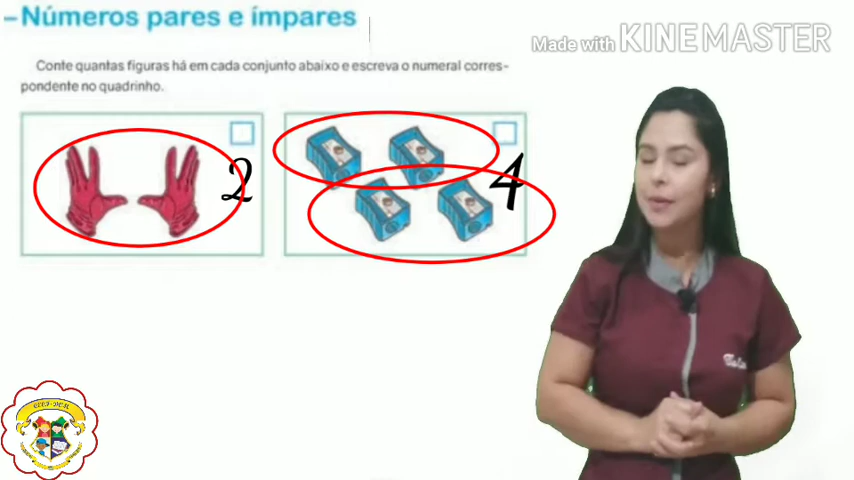 –Números pares e ímpares
Made with KINEMASTER
Conte quantas figuras há em cada conjunto abaixo e escreva o numeral corres-
pondente no quadrinho.
2
4